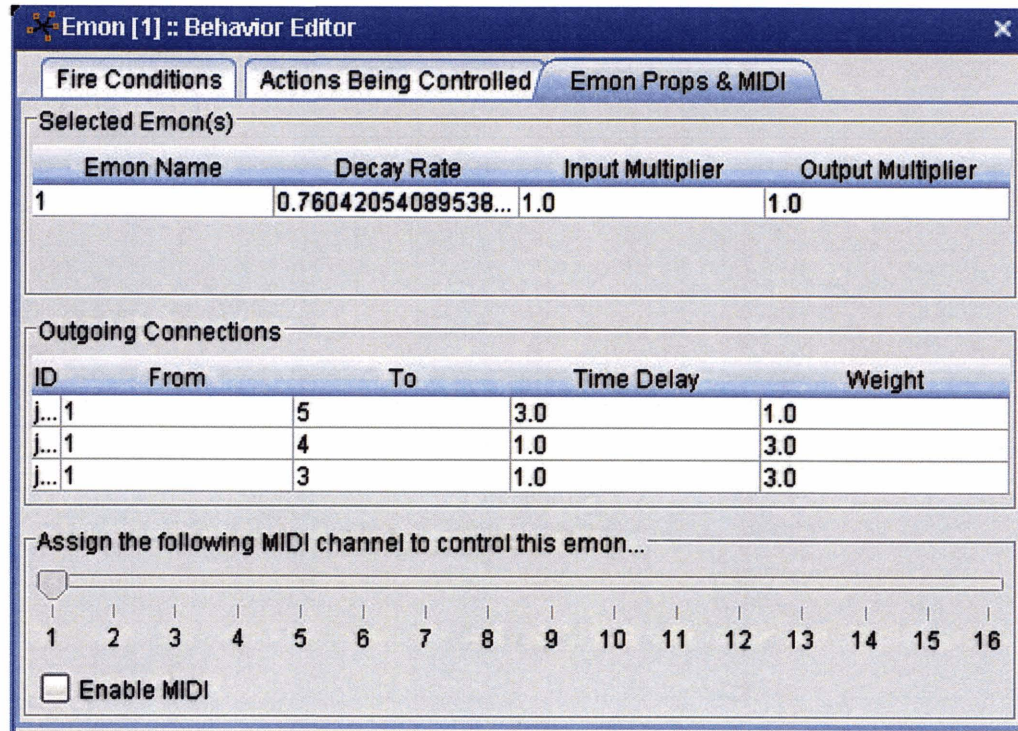 Emon [1] :: Behavior Editor
Fire Conditions Actions Being Controlled Emon Props & MIDI
Selected Emon(s)
Emon Name Decay Rate Input Multiplier Output Multiplier
1 0.76042054089538... 1.0 1.0
Outgoing Connections
ID From To Time Delay Weight
j... 1 5 3.0 1.0
j... 1 4 1.0 3.0
j... 1 3 1.0 3.0
Assign the following MIDI channel to control this emon...
1 2 3 4 5 6 7 8 9 10 11 12 13 14 15 16
Enable MIDI